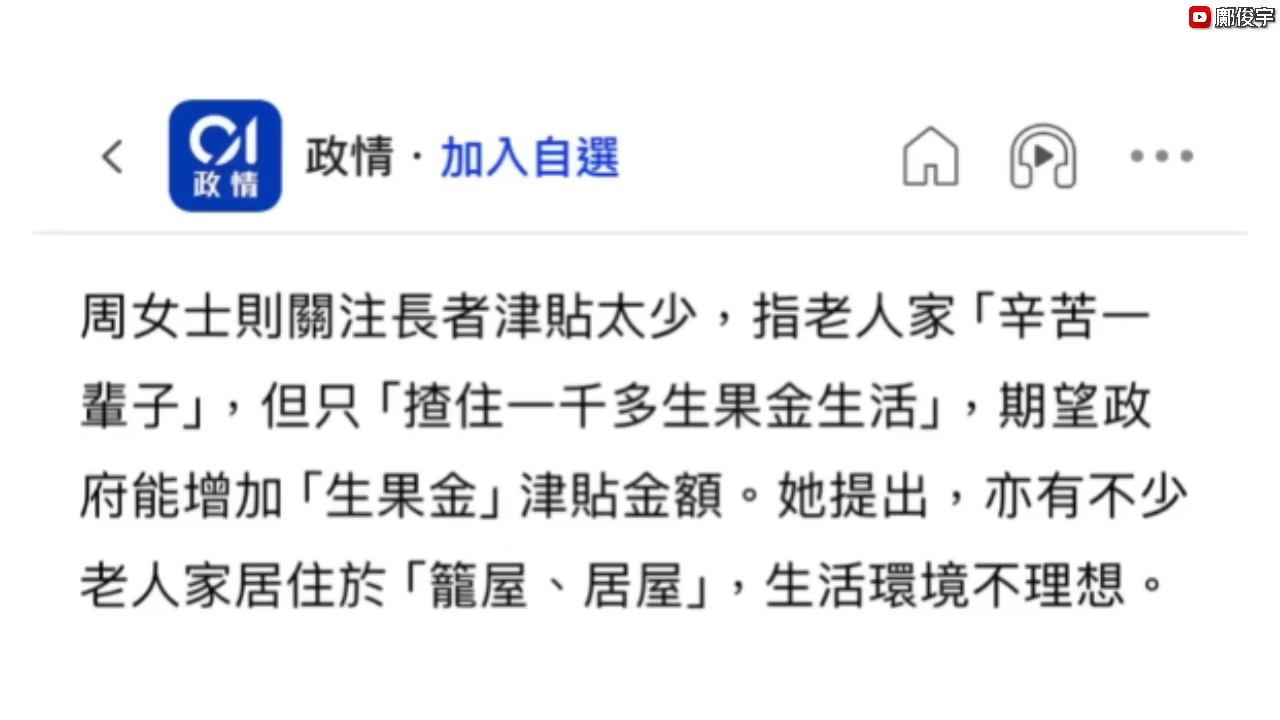 鄺俊宇
01
政情
政情·加入自選
周女士則關注長者津貼太少，指老人家「辛苦一
輩子」，但只「揸住一千多生果金生活」，期望政
府能增加「生果金」津貼金額。她提出，亦有不少
老人家居住於「籠屋、居屋」，生活環境不理想。